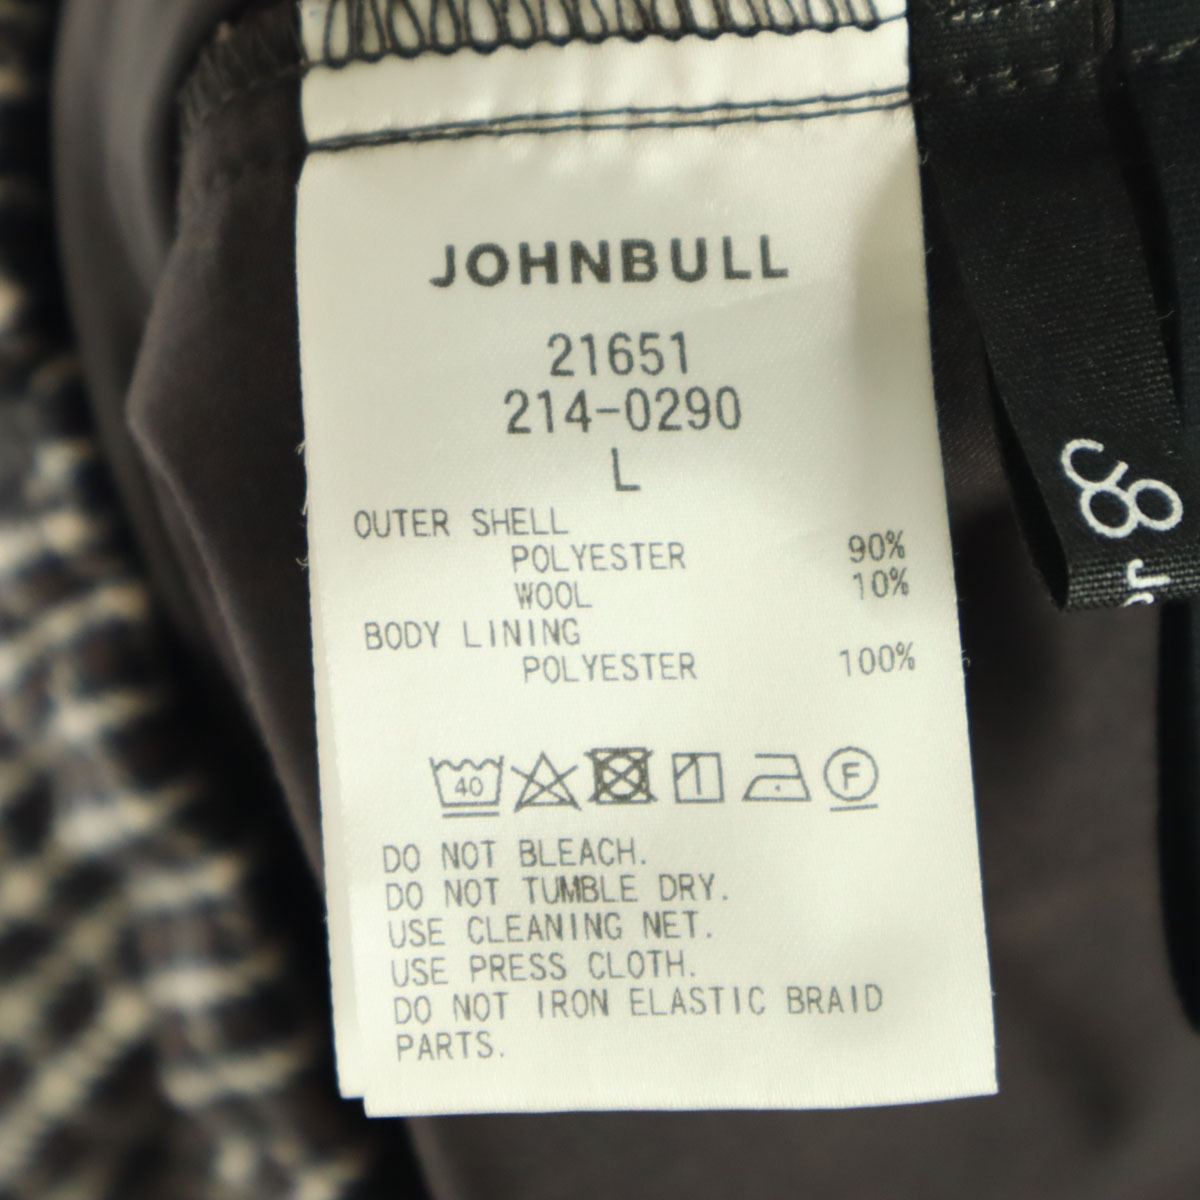 JOHNBULL
21651
214-0290
L
OUTER SHELL
POLYESTER 90%
WOOL 10%
BODY LINING
POLYESTER 100%
40 F
DO NOT BLEACH.
DO NOT TUMBLE DRY.
USE CLEANING NET.
USE PRESS CLOTH.
DO NOT IRON ELASTIC BRAID
PARTS.